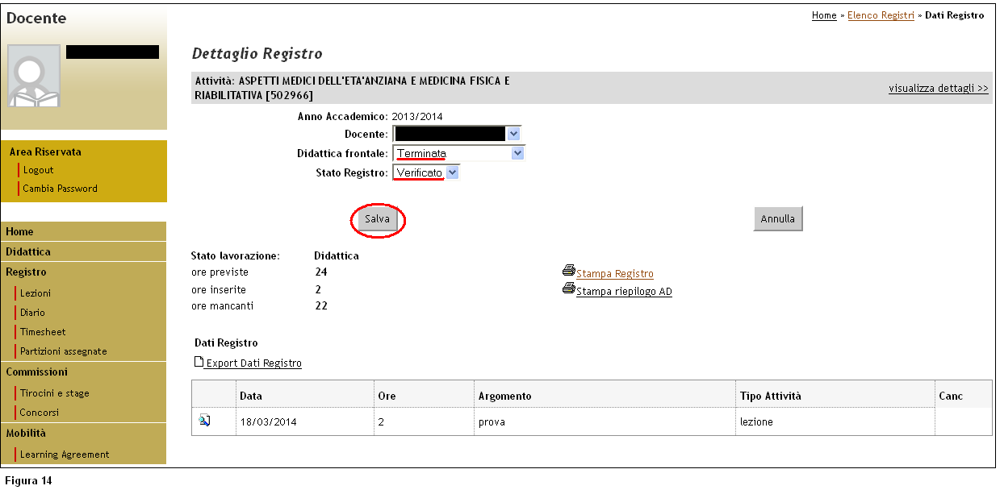 Docente
Area Riservata
Logout
Cambia Password
Home
Didattica
Registro
Lezioni
Diario
Timesheet
Partizioni assegnate
Commissioni
Tirocini e stage
Concorsi
Mobilità
Learning Agreement
Home » Elenco Registri » Dati Registro
Dettaglio Registro
Attività: ASPETTI MEDICI DELL'ETA'ANZIANA E MEDICINA FISICA E
RIABILITATIVA [502966]
visualizza dettagli >>
Anno Accademico: 2013/2014
Docente:
Didattica frontale: Terminata
Stato Registro: Verificato
Salva Annulla
Stato lavorazione: Didattica
ore previste 24
ore inserite 2
ore mancanti 22
Stampa Registro
Stampa riepilogo AD
Dati Registro
Export Dati Registro
Data Ore Argomento Tipo Attività Canc
18/03/2014 2 prova lezione
Figura 14